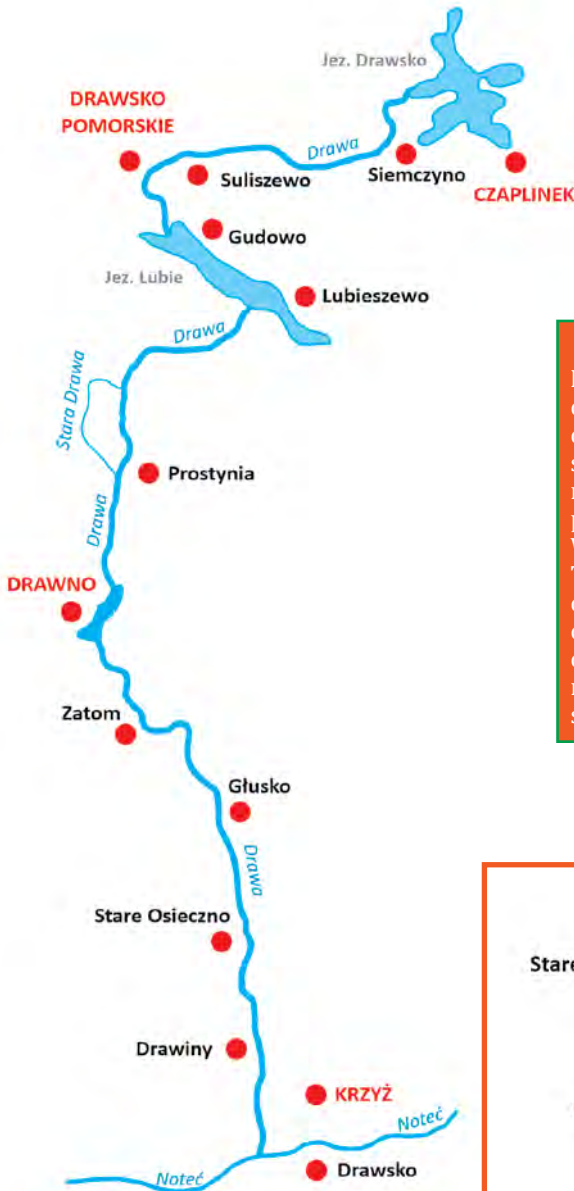 Jez. Drawsko
DRAWSKO
POMORSKIE
Drawa
Suliszewo
Siemczyno
CZAPLINEK
Gudowo
Jez. Lubie
Lubieszewo
Drawa
Stara Drawa
Prostynia
Drawa
DRAWNO
Zatom
Głusko
Drawa
Stare Osieczno
Stare
Drawiny
KRZYŻ
Noteć
Noteć
Drawsko